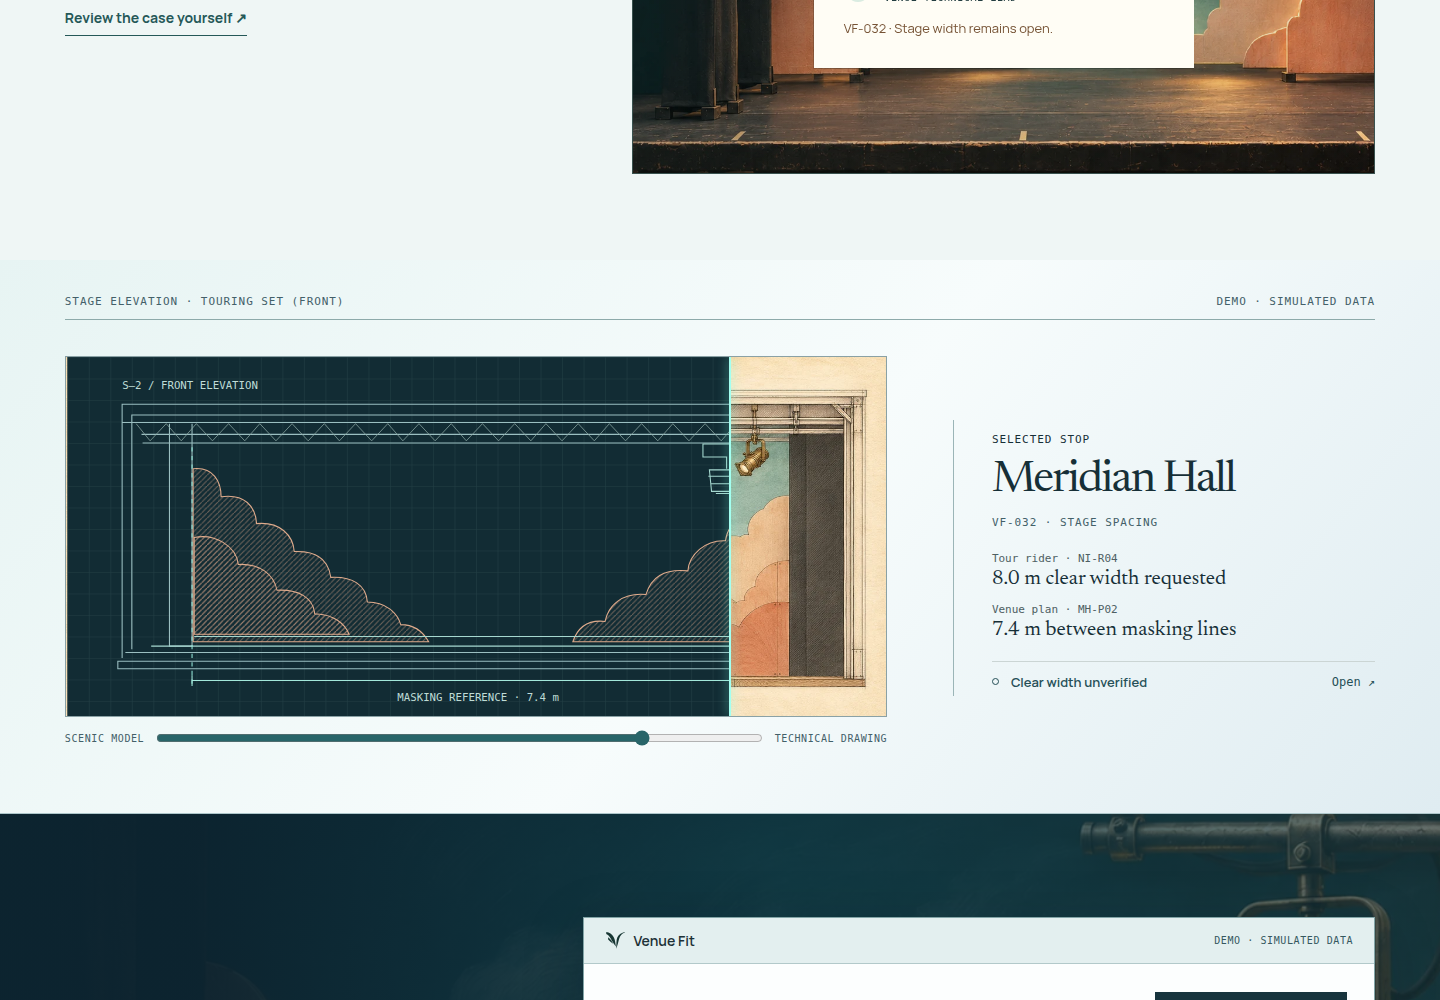 Review the case yourself ↗
VF-032 · Stage width remains open.
STAGE ELEVATION · TOURING SET (FRONT)
DEMO · SIMULATED DATA
S—2 / FRONT ELEVATION
MASKING REFERENCE · 7.4 m
SCENIC MODEL
TECHNICAL DRAWING
SELECTED STOP
Meridian Hall
VF-032 · STAGE SPACING
Tour rider · NI-R04
8.0 m clear width requested
Venue plan · MH-P02
7.4 m between masking lines
Clear width unverified
Open ↗
Venue Fit
DEMO · SIMULATED DATA